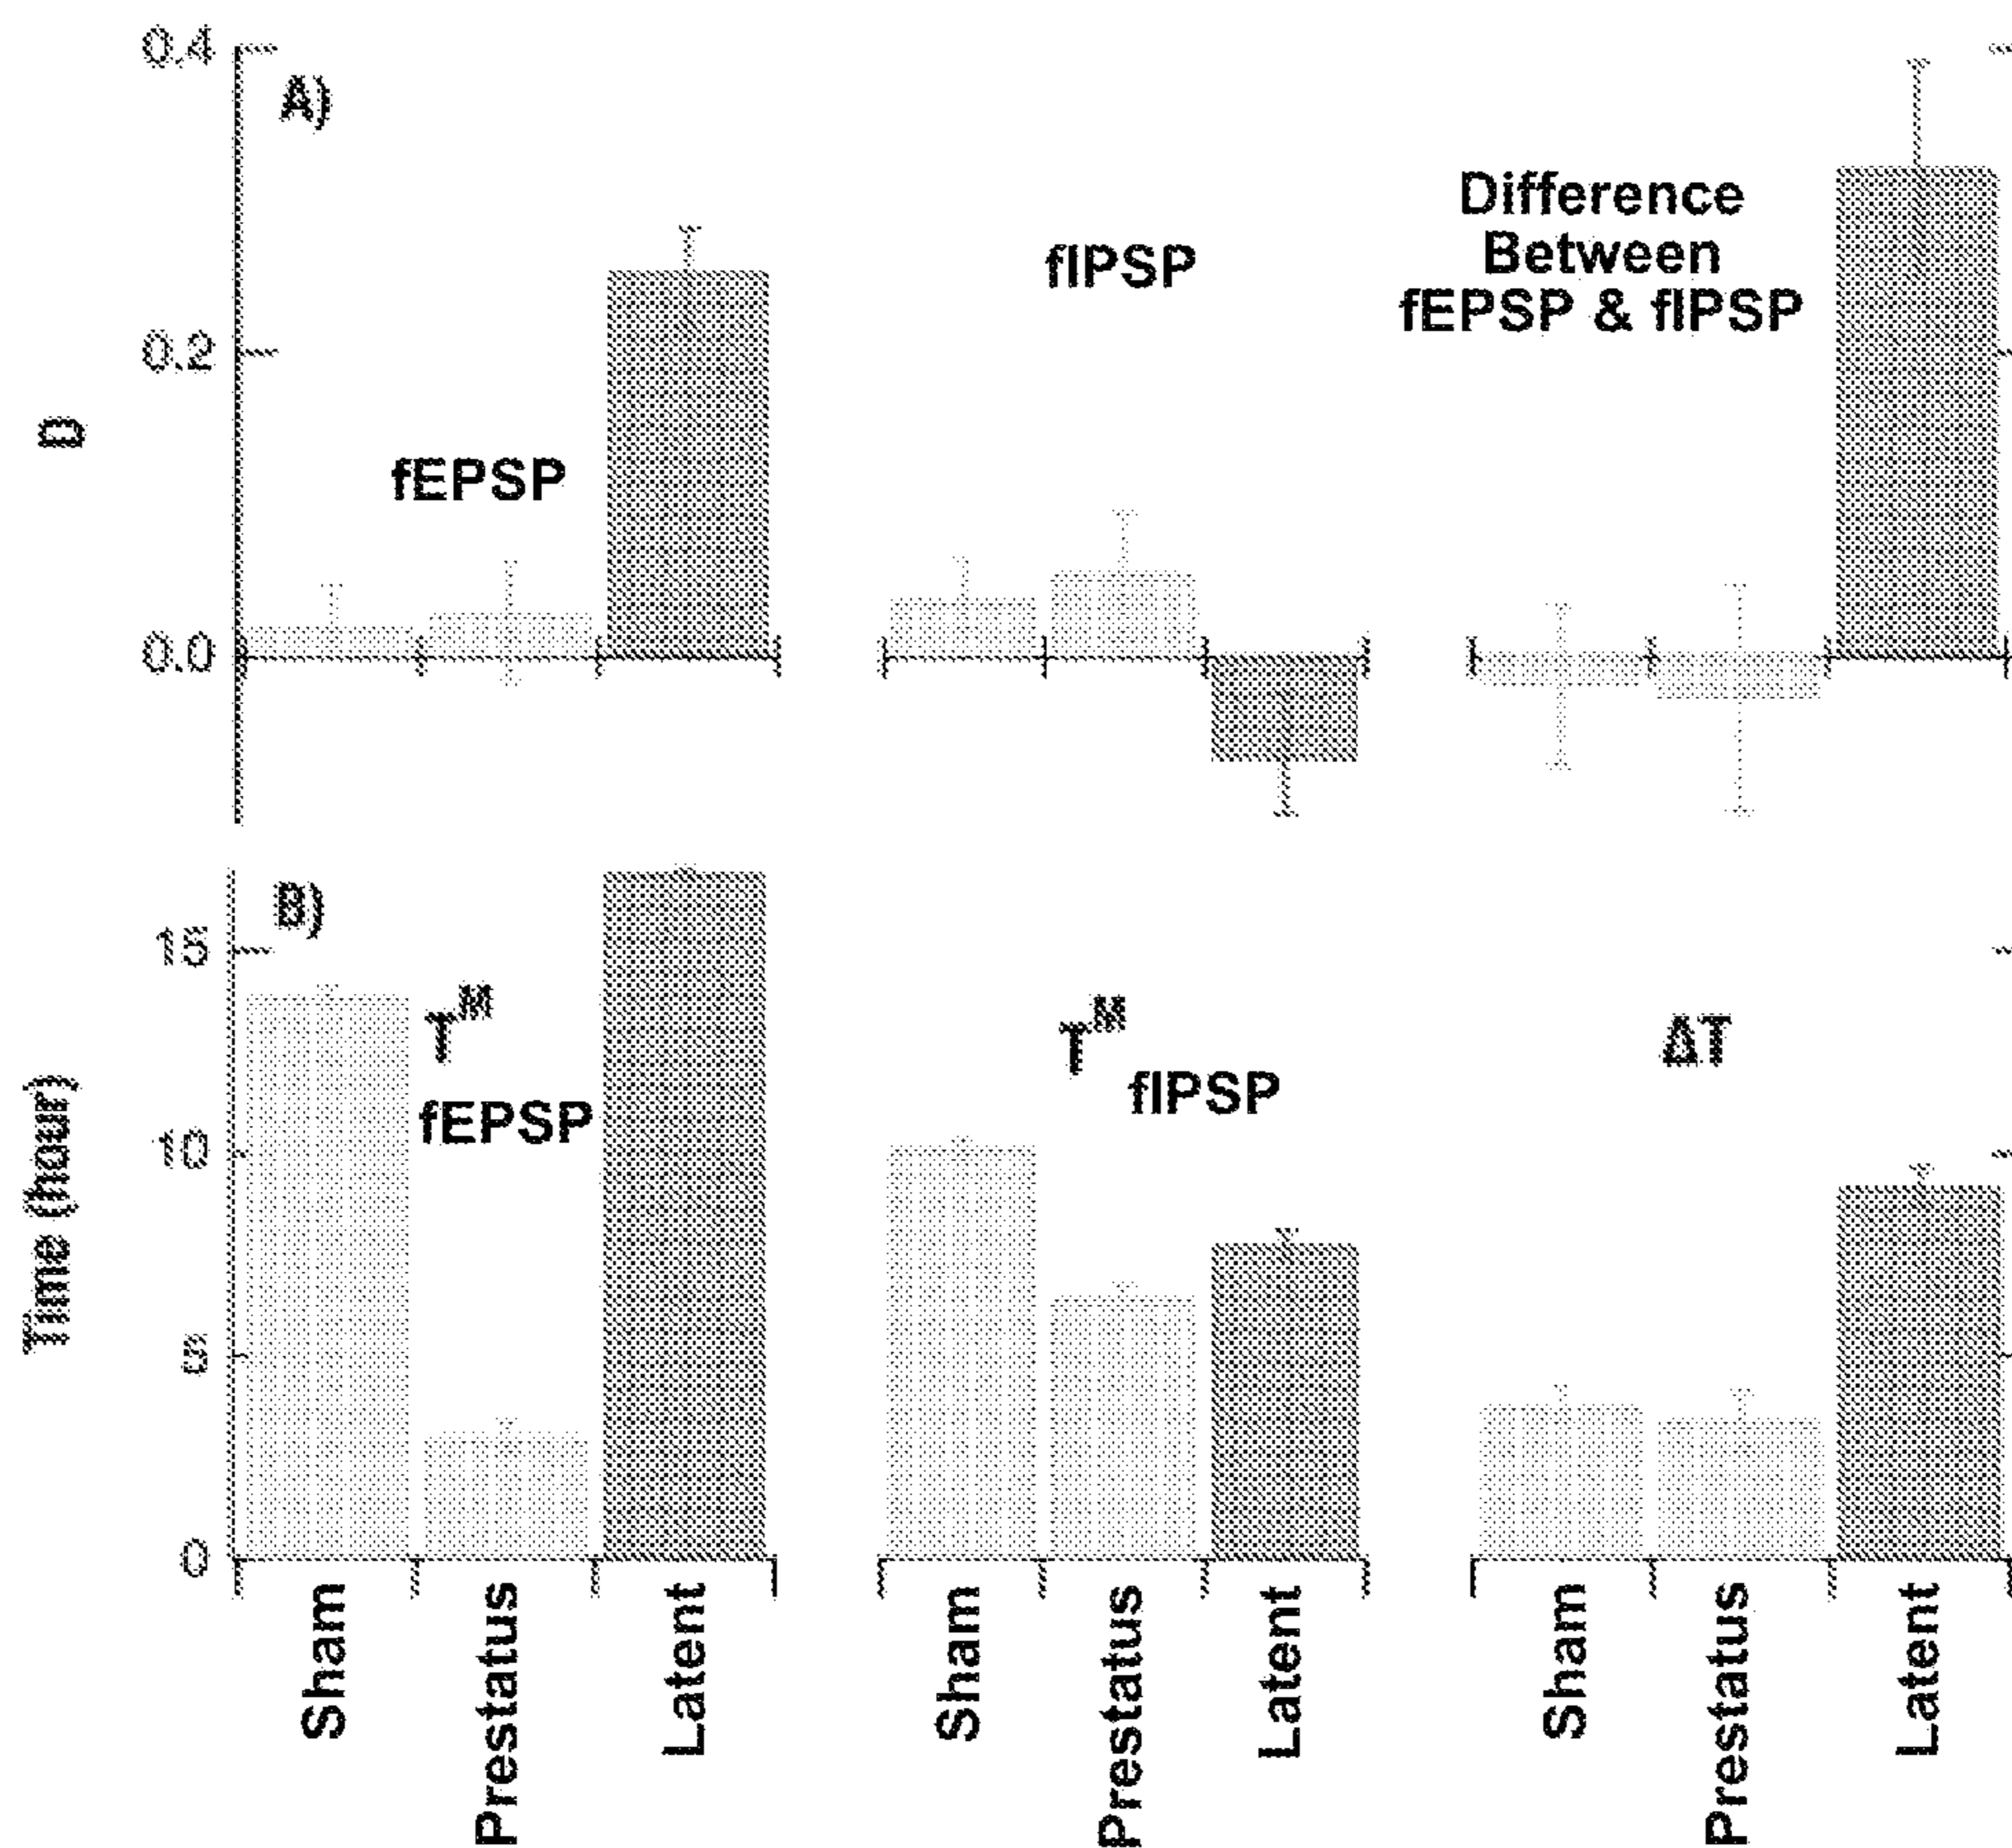 0.4
A)
Difference
Between
fEPSP & fIPSP
fIPSP
0.2
D
fEPSP
0.0
B)
15
T^M
fEPSP
T^M
fIPSP
ΔT
10
Time (hour)
5
0
Sham
Prestatus
Latent
Sham
Prestatus
Latent
Sham
Prestatus
Latent